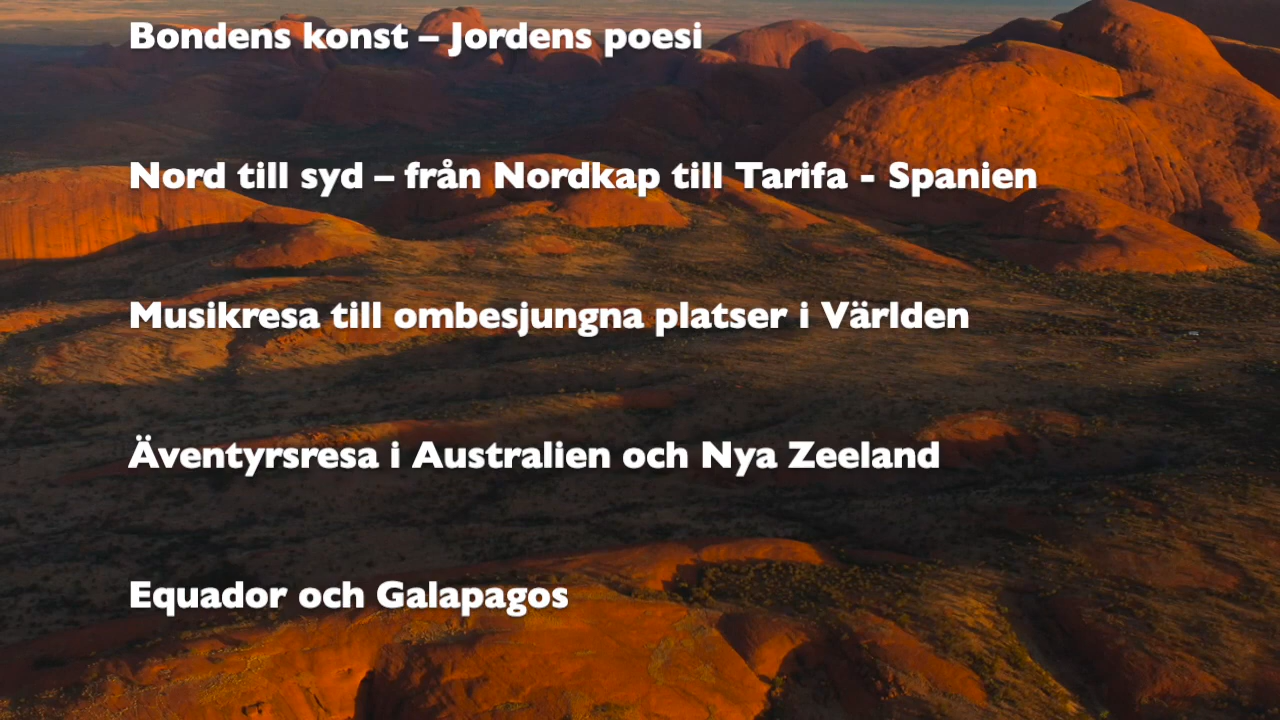 Bondens konst – Jordens poesi
Nord till syd – från Nordkap till Tarifa - Spanien
Musikresa till ombesjungna platser i Världen
Äventyrsresa i Australien och Nya Zeeland
Equador och Galapagos